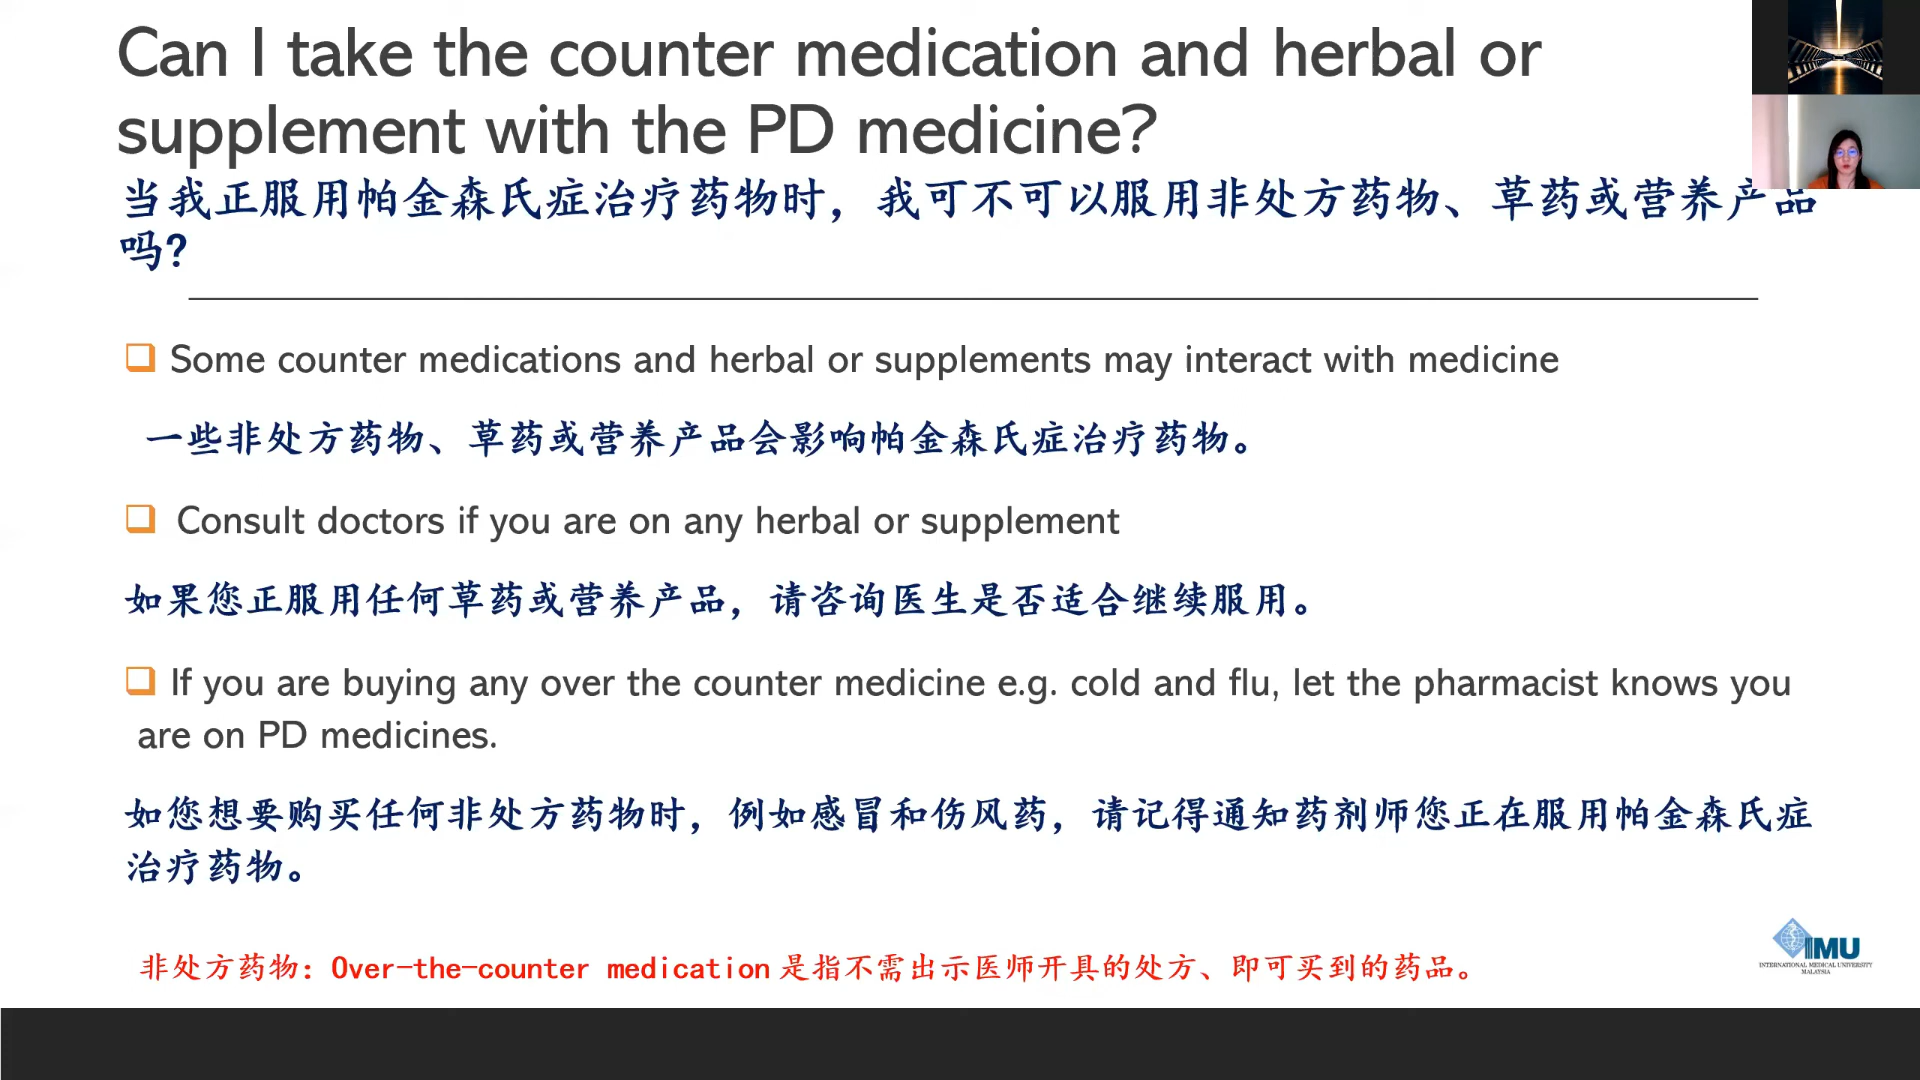 Can I take the counter medication and herbal or
supplement with the PD medicine?
当我正服用帕金森氏症治疗药物时，我可不可以服用非处方药物、草药或营养产品
吗?
Some counter medications and herbal or supplements may interact with medicine
一些非处方药物、草药或营养产品会影响帕金森氏症治疗药物。
Consult doctors if you are on any herbal or supplement
如果您正服用任何草药或营养产品，请咨询医生是否适合继续服用。
If you are buying any over the counter medicine e.g. cold and flu, let the pharmacist knows you
are on PD medicines.
如您想要购买任何非处方药物时，例如感冒和伤风药，请记得通知药剂师您正在服用帕金森氏症
治疗药物。
非处方药物：Over-the-counter medication 是指不需出示医师开具的处方、即可买到的药品。
IMU
INTERNATIONAL MEDICAL UNIVERSITY
MALAYSIA